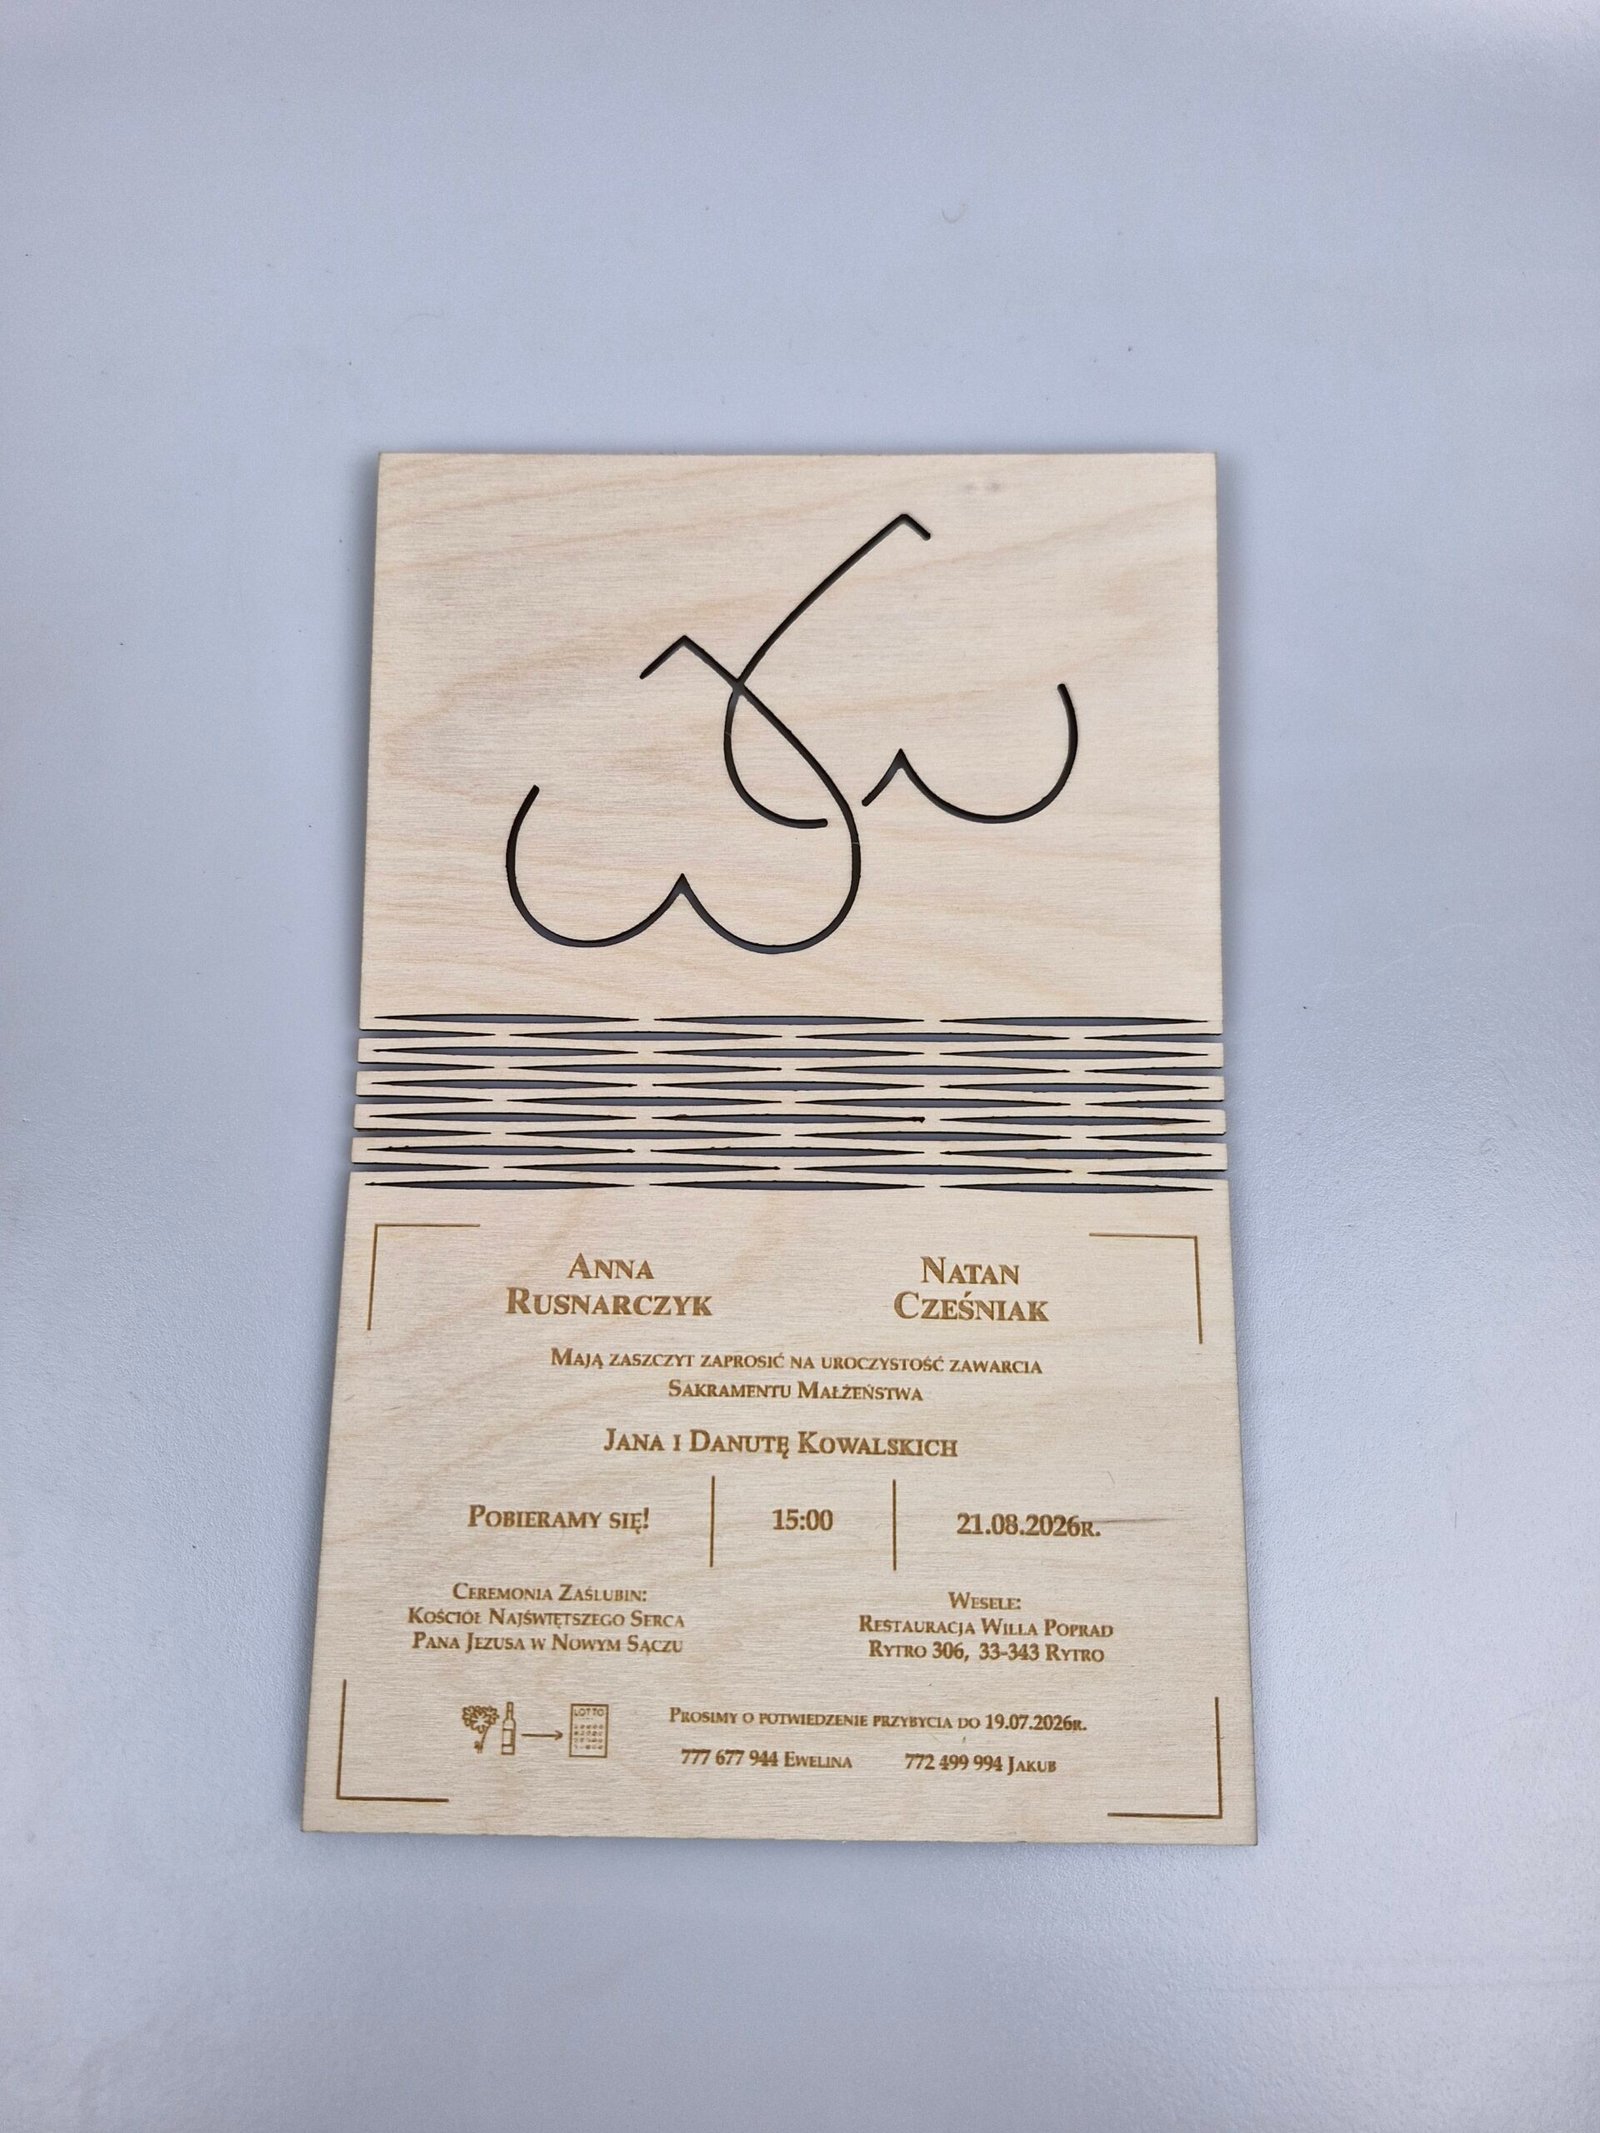 Anna
Rusnarczyk
Natan
Cześniak
Mają zaszczyt zaprosić na uroczystość zawarcia
Sakramentu Małżeństwa
Jana i Danutę Kowalskich
Pobieramy się!
15:00
21.08.2026r.
Ceremonia Zaślubin:
Kościół Najświętszego Serca
Pana Jezusa w Nowym Sączu
Wesele:
Restauracja Willa Poprad
Rytro 306, 33-343 Rytro
LOTTO
Prosimy o potwiedzenie przybycia do 19.07.2026r.
777 677 944 Ewelina
772 499 994 Jakub